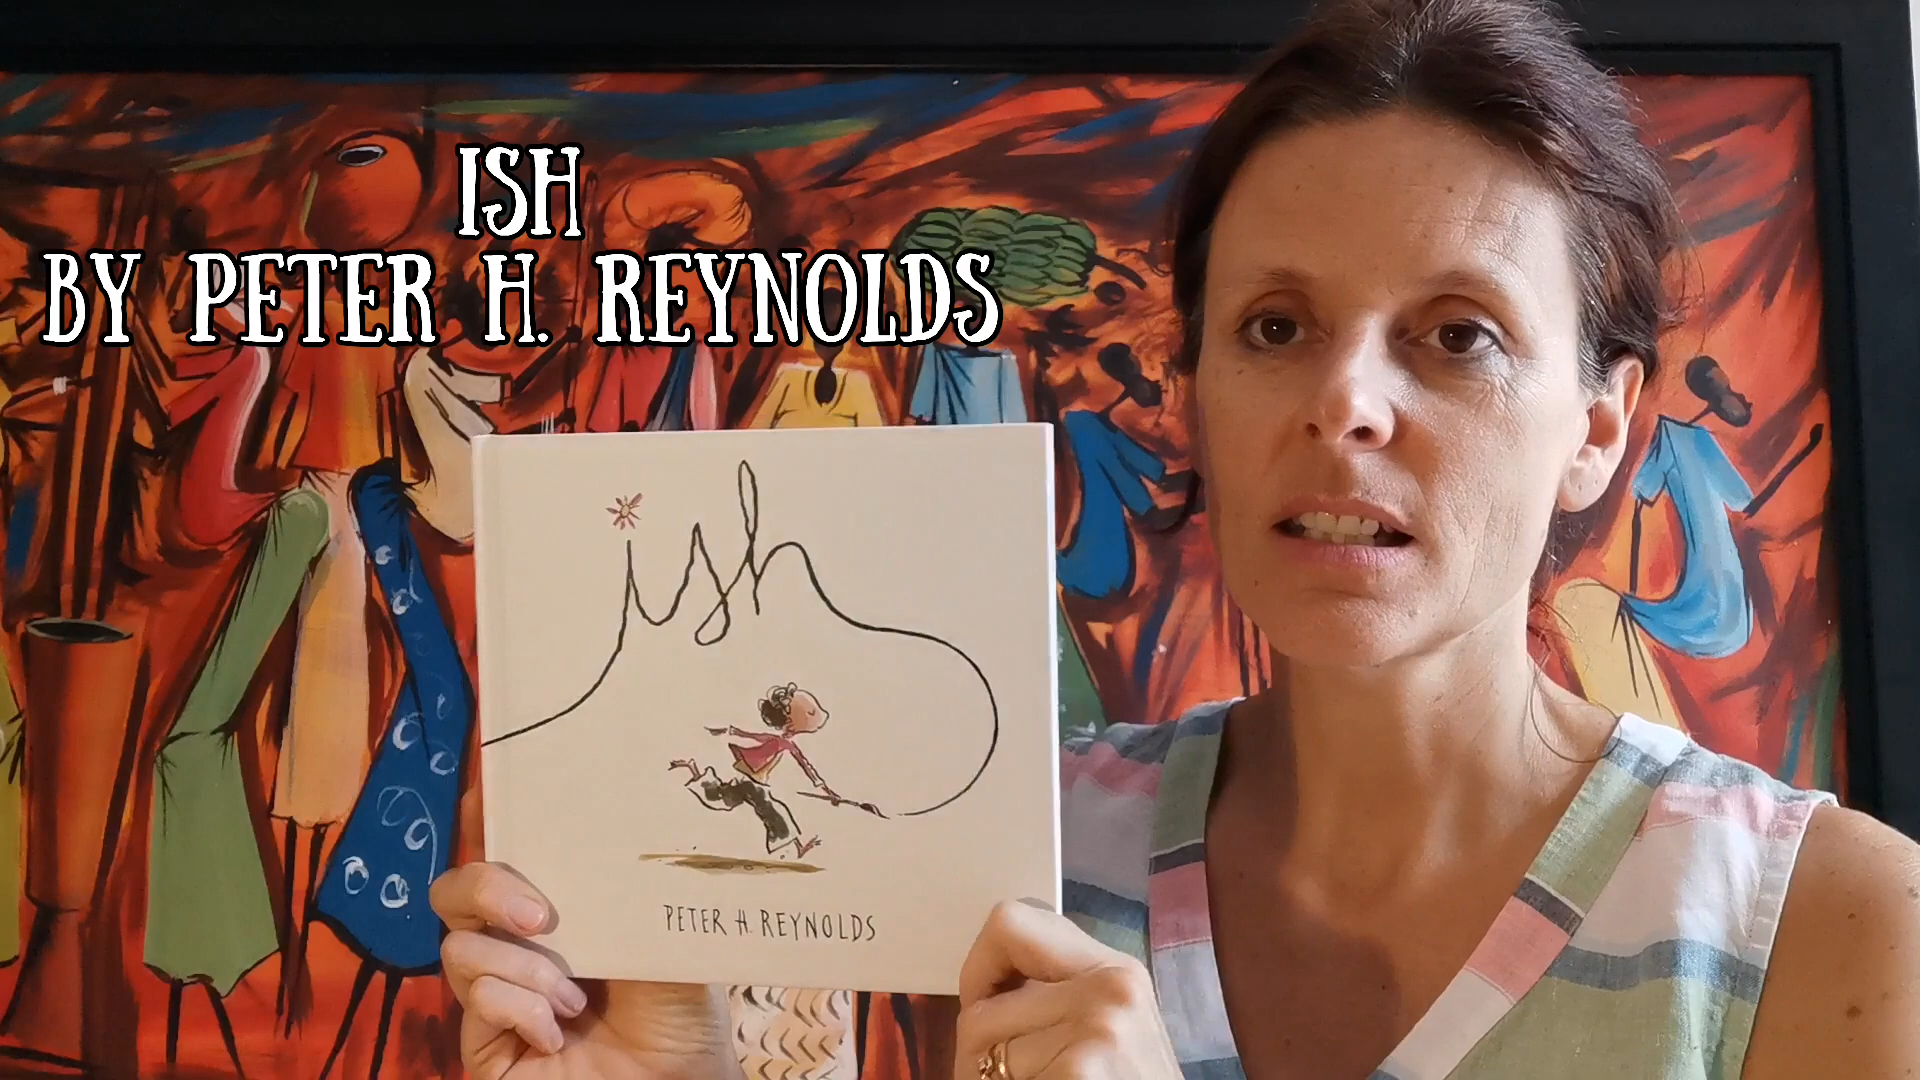 ISH
BY PETER H. REYNOLDS
ish
PETER H. REYNOLDS